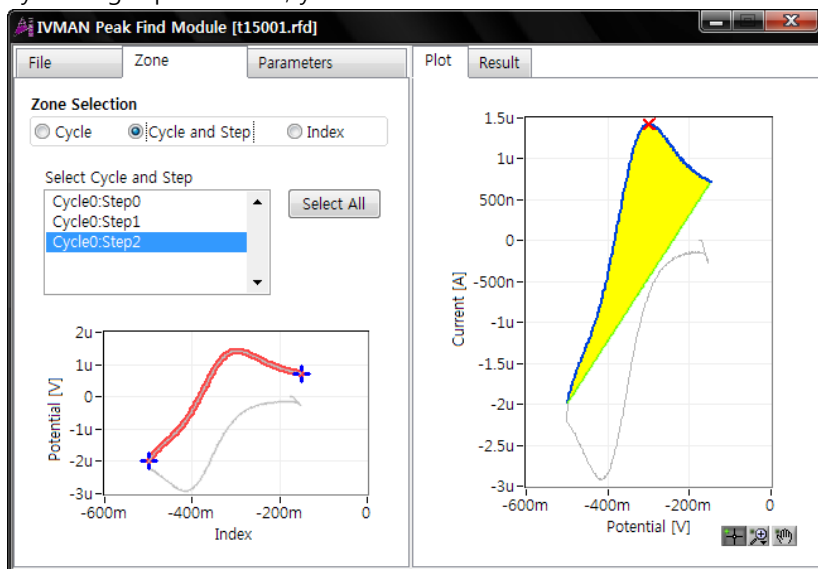 IVMAN Peak Find Module [t15001.rfd]
File Zone Parameters
Plot Result
Zone Selection
Cycle Cycle and Step Index
Select Cycle and Step
Cycle0:Step0
Cycle0:Step1
Cycle0:Step2
Select All
2u
1u
0
-1u
-2u
-3u
Potential [V]
-600m -400m -200m 0
Index
1.5u
1u
500n
0
-500n
-1u
-1.5u
-2u
-2.5u
-3u
Current [A]
-600m -400m -200m 0
Potential [V]